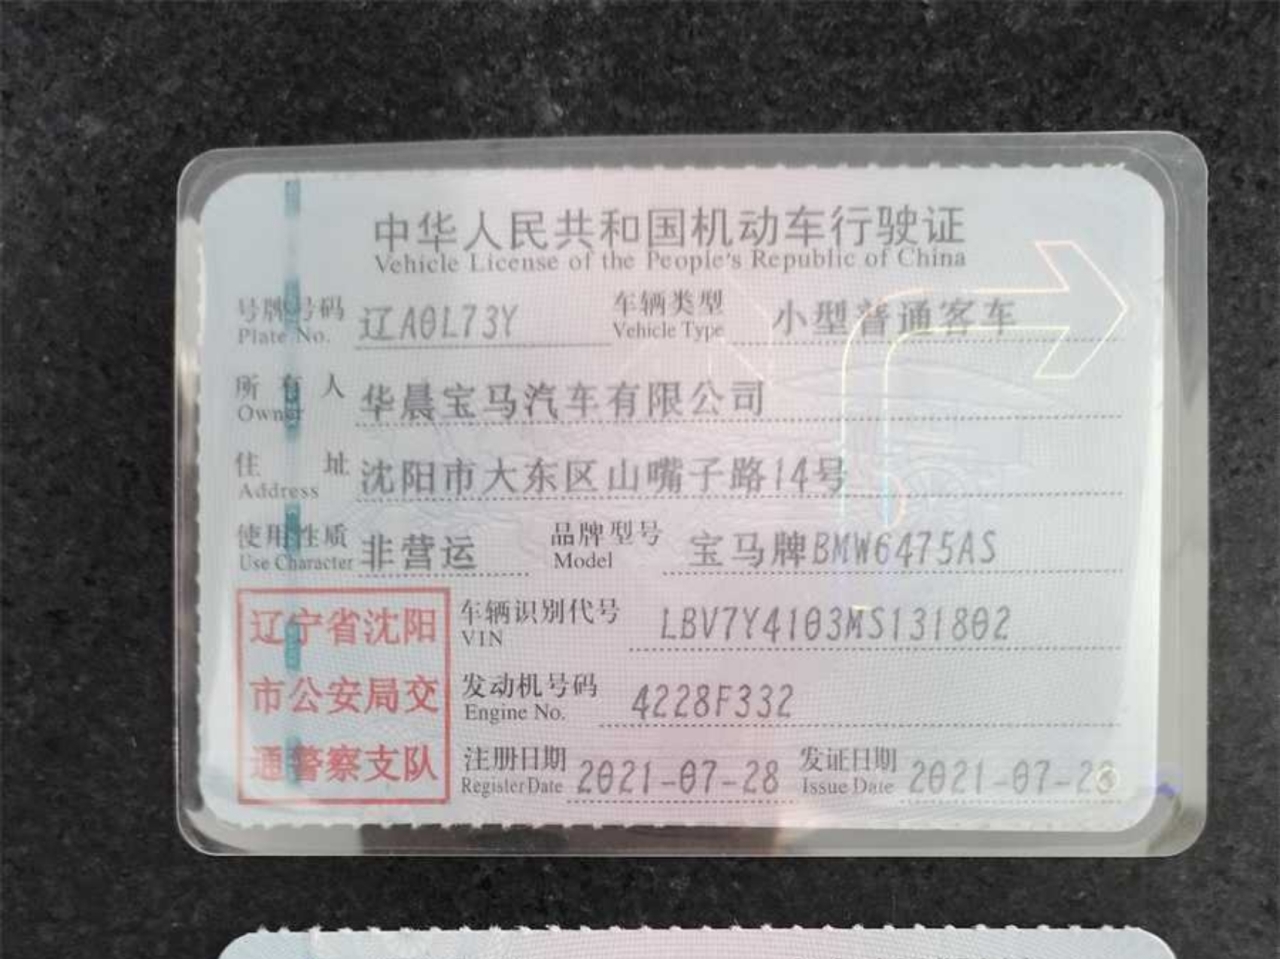 中华人民共和国机动车行驶证
Vehicle License of the People's Republic of China
号牌号码 辽A0L73Y 车辆类型 小型普通客车
Plate No. Vehicle Type
所有人 华晨宝马汽车有限公司
Owner
住址 沈阳市大东区山嘴子路14号
Address
使用性质 非营运 品牌型号 宝马牌BMW6475AS
Use Character Model
辽宁省沈阳
市公安局交
通警察支队
车辆识别代号 LBV7Y4103MS131802
VIN
发动机号码 4228F332
Engine No.
注册日期 2021-07-28 发证日期 2021-07-28
Register Date Issue Date